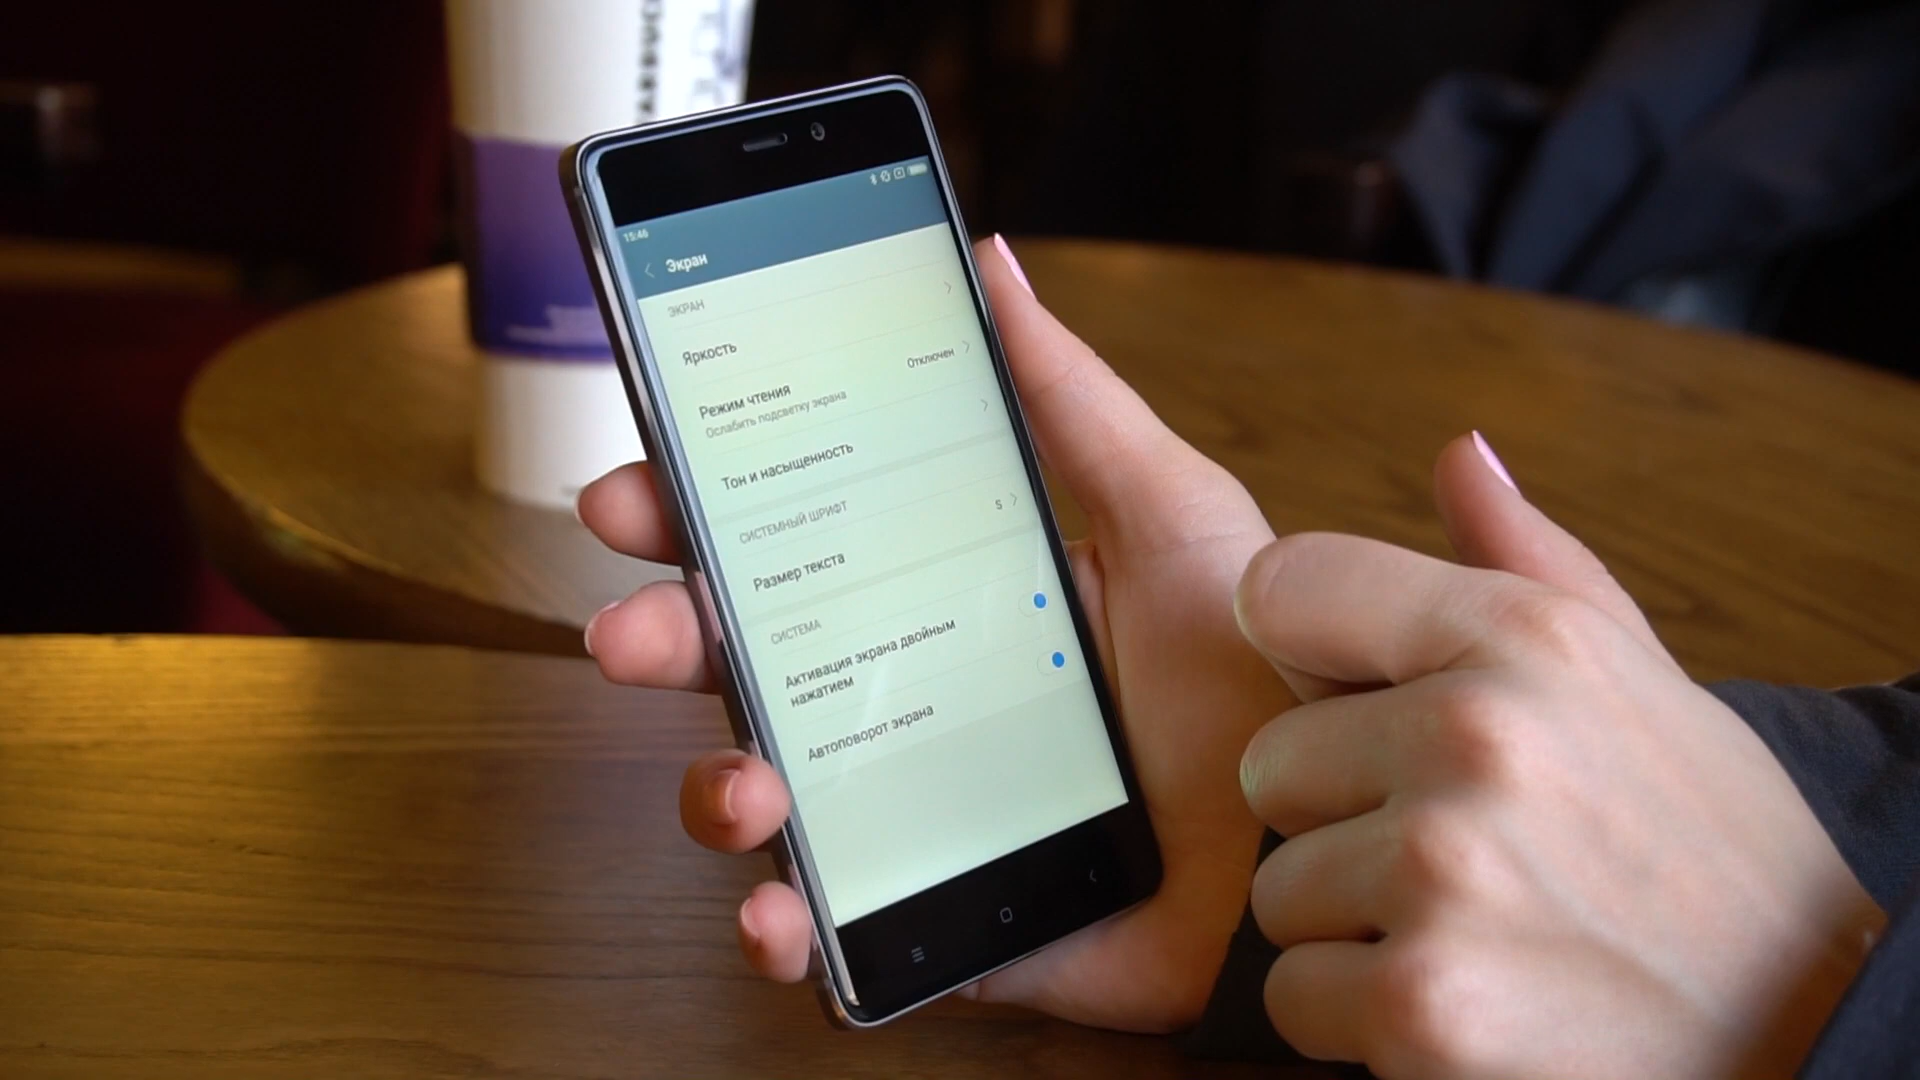 ARBUC
15:46
Экран
ЭКРАН
Яркость
Режим чтения
Отключен
Ослабить подсветку экрана
Тон и насыщенность
СИСТЕМНЫЙ ШРИФТ
Размер текста
S
СИСТЕМА
Активация экрана двойным
нажатием
Автоповорот экрана